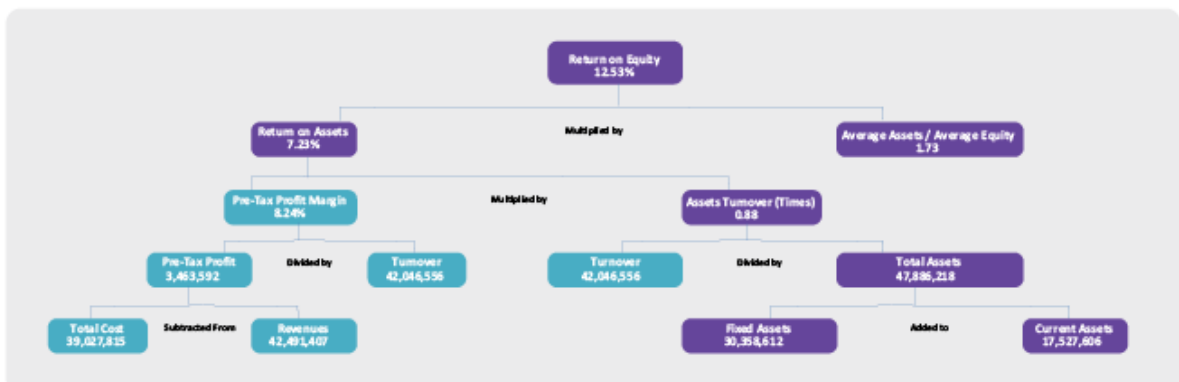 Return on Equity
12.53%
Return on Assets
7.23%
Multiplied by
Average Assets / Average Equity
1.73
Pre-Tax Profit Margin
8.24%
Multiplied by
Assets Turnover (Times)
0.88
Pre-Tax Profit
3,463,592
Divided by
Turnover
42,046,556
Turnover
42,046,556
Divided by
Total Assets
47,886,218
Total Cost
39,027,815
Subtracted From
Revenues
42,491,407
Fixed Assets
30,358,612
Added to
Current Assets
17,527,606